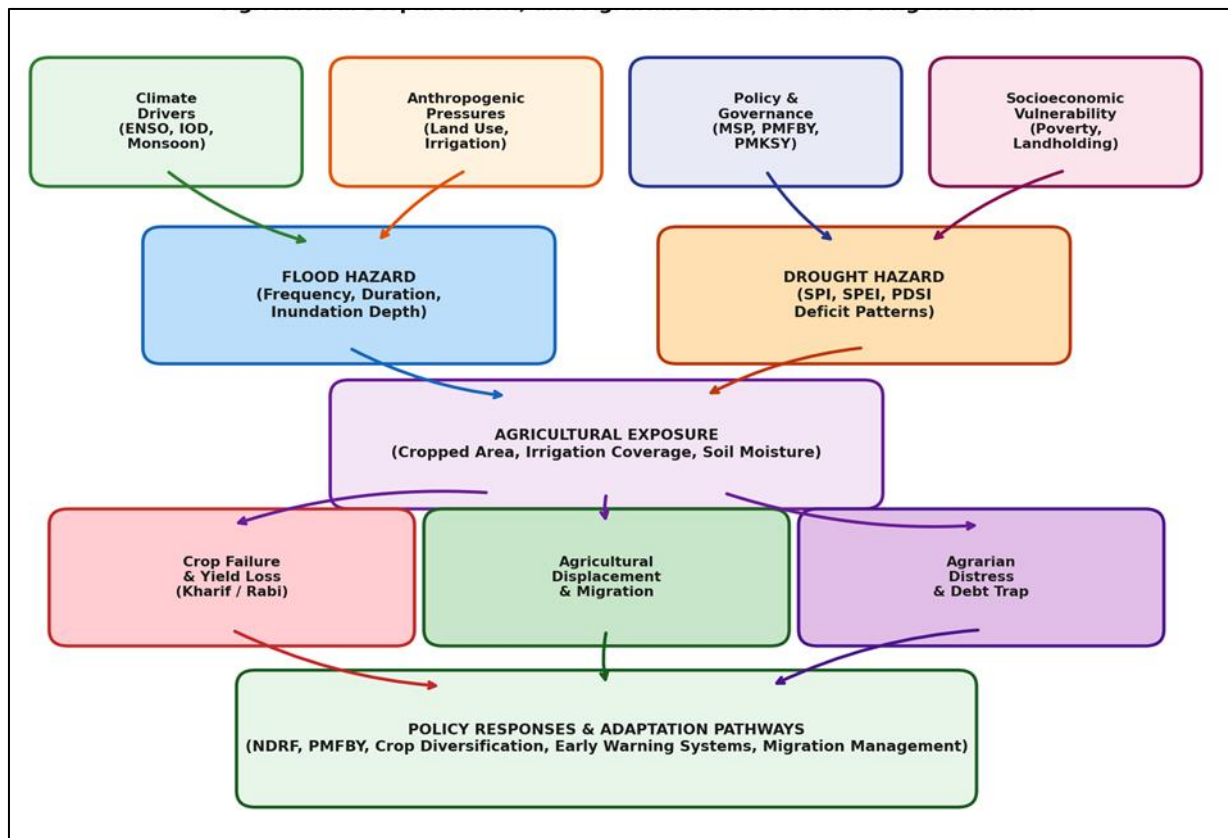 Climate
Drivers
(ENSO, IOD,
Monsoon)
Anthropogenic
Pressures
(Land Use,
Irrigation)
Policy &
Governance
(MSP, PMFBY,
PMKSY)
Socioeconomic
Vulnerability
(Poverty,
Landholding)
FLOOD HAZARD
(Frequency, Duration,
Inundation Depth)
DROUGHT HAZARD
(SPI, SPEI, PDSI
Deficit Patterns)
AGRICULTURAL EXPOSURE
(Cropped Area, Irrigation Coverage, Soil Moisture)
Crop Failure
& Yield Loss
(Kharif / Rabi)
Agricultural
Displacement
& Migration
Agrarian
Distress
& Debt Trap
POLICY RESPONSES & ADAPTATION PATHWAYS
(NDRF, PMFBY, Crop Diversification, Early Warning Systems, Migration Management)